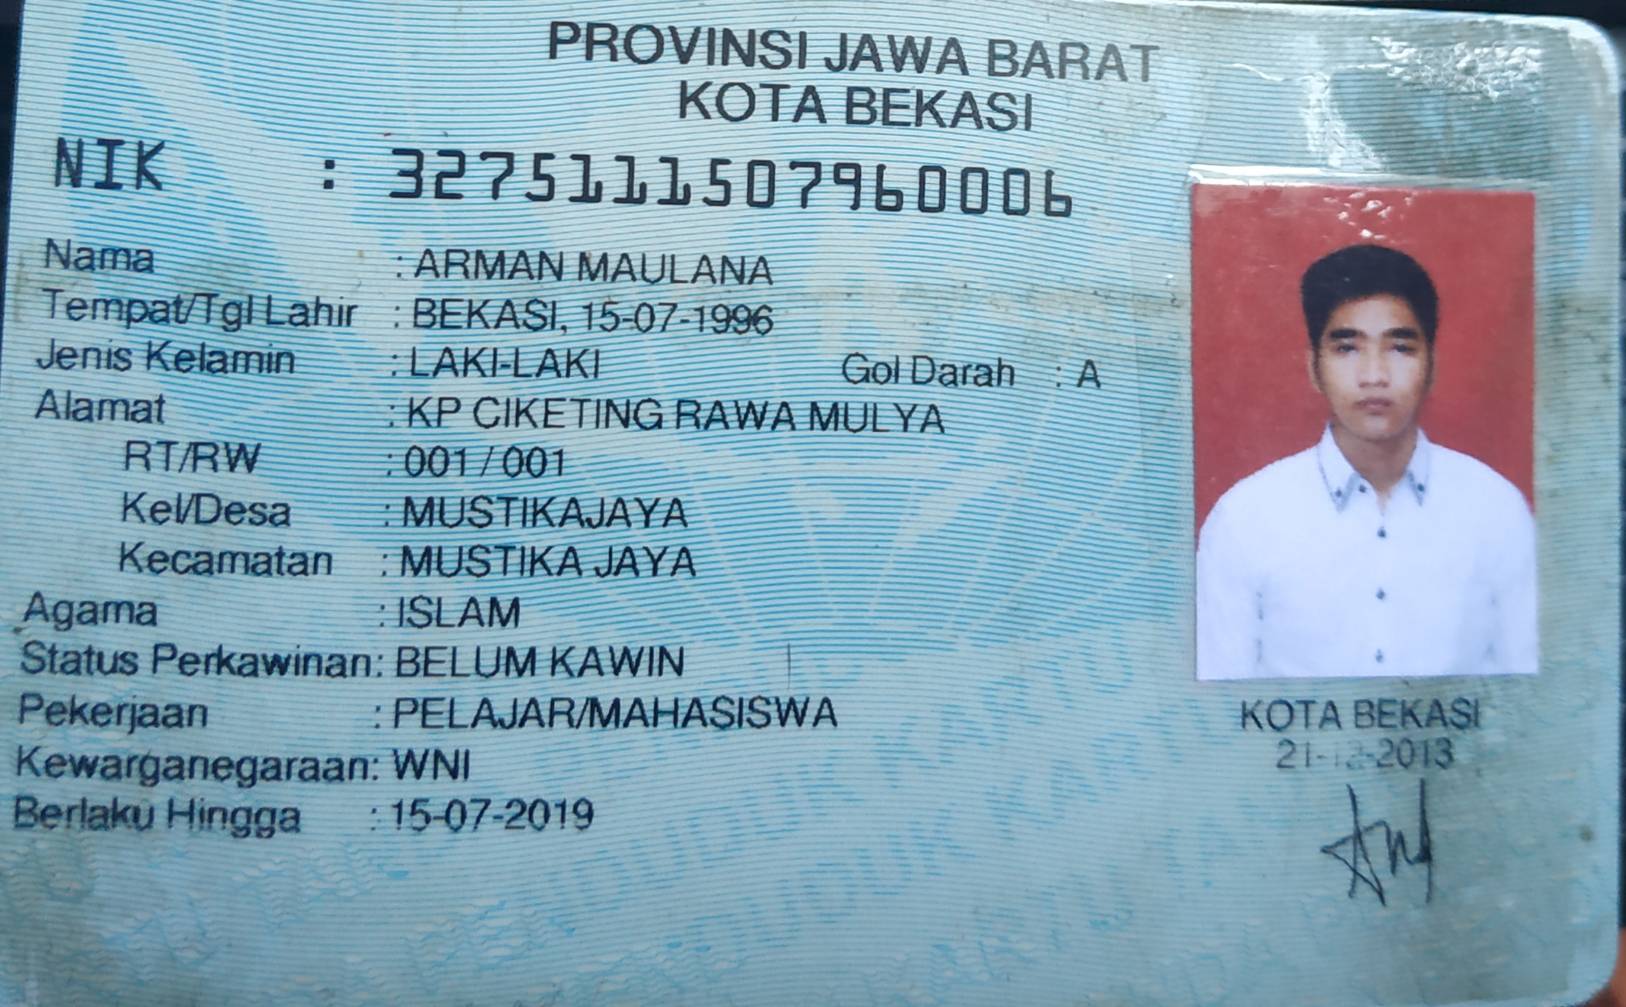 PROVINSI JAWA BARAT
KOTA BEKASI
NIK : 3275111507960006
Nama : ARMAN MAULANA
Tempat/Tgl Lahir : BEKASI, 15-07-1996
Jenis Kelamin : LAKI-LAKI Gol Darah : A
Alamat : KP CIKETING RAWA MULYA
RT/RW : 001 / 001
Kel/Desa : MUSTIKAJAYA
Kecamatan : MUSTIKA JAYA
Agama : ISLAM
Status Perkawinan: BELUM KAWIN
Pekerjaan : PELAJAR/MAHASISWA
Kewarganegaraan: WNI
Berlaku Hingga : 15-07-2019
KOTA BEKASI
21-12-2013